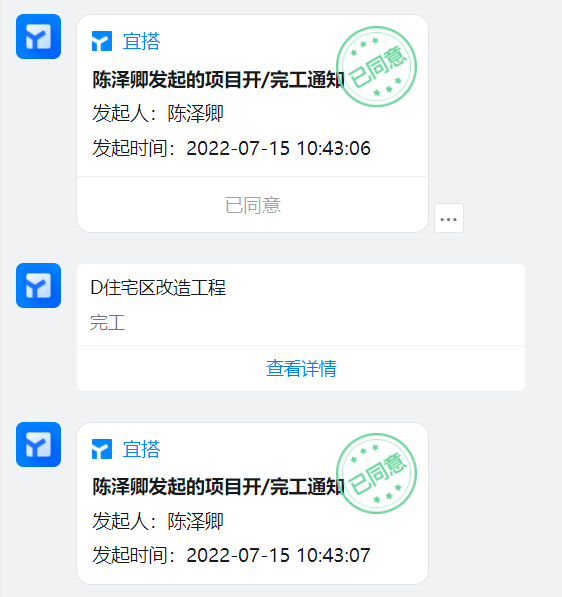 宜搭
陈泽卿发起的项目开/完工通知
已同意
发起人：陈泽卿
发起时间：2022-07-15 10:43:06
已同意
D住宅区改造工程
完工
查看详情
宜搭
陈泽卿发起的项目开/完工通知
已同意
发起人：陈泽卿
发起时间：2022-07-15 10:43:07